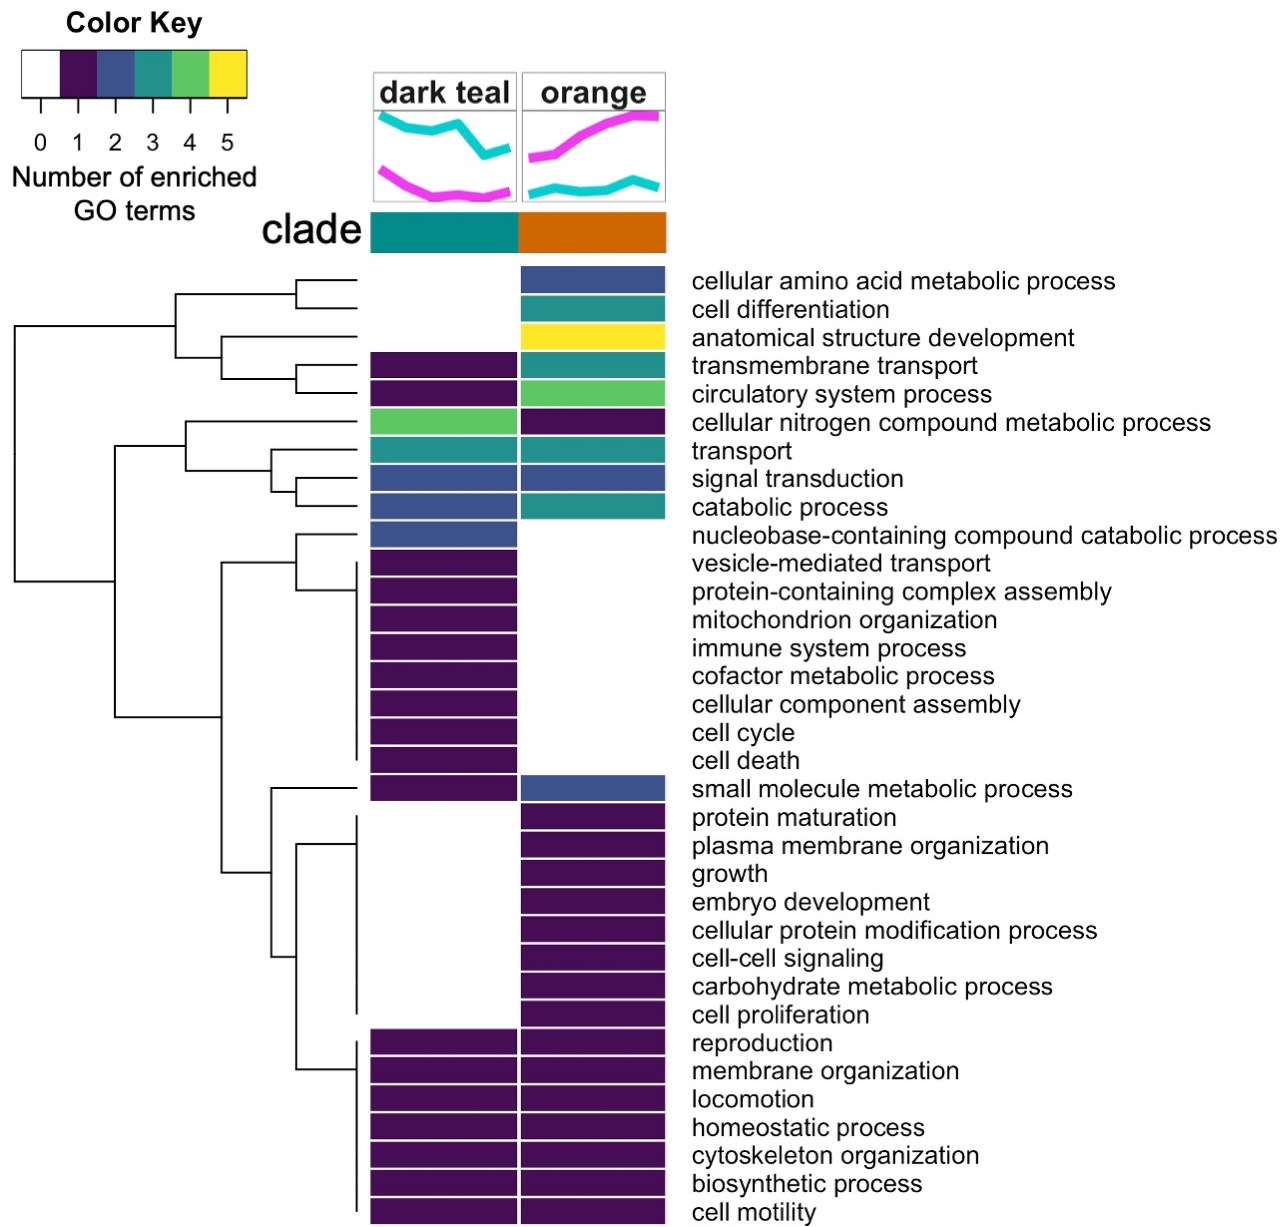 Color Key
0 1 2 3 4 5
Number of enriched
GO terms
dark teal orange
clade
cellular amino acid metabolic process
cell differentiation
anatomical structure development
transmembrane transport
circulatory system process
cellular nitrogen compound metabolic process
transport
signal transduction
catabolic process
nucleobase-containing compound catabolic process
vesicle-mediated transport
protein-containing complex assembly
mitochondrion organization
immune system process
cofactor metabolic process
cellular component assembly
cell cycle
cell death
small molecule metabolic process
protein maturation
plasma membrane organization
growth
embryo development
cellular protein modification process
cell-cell signaling
carbohydrate metabolic process
cell proliferation
reproduction
membrane organization
locomotion
homeostatic process
cytoskeleton organization
biosynthetic process
cell motility